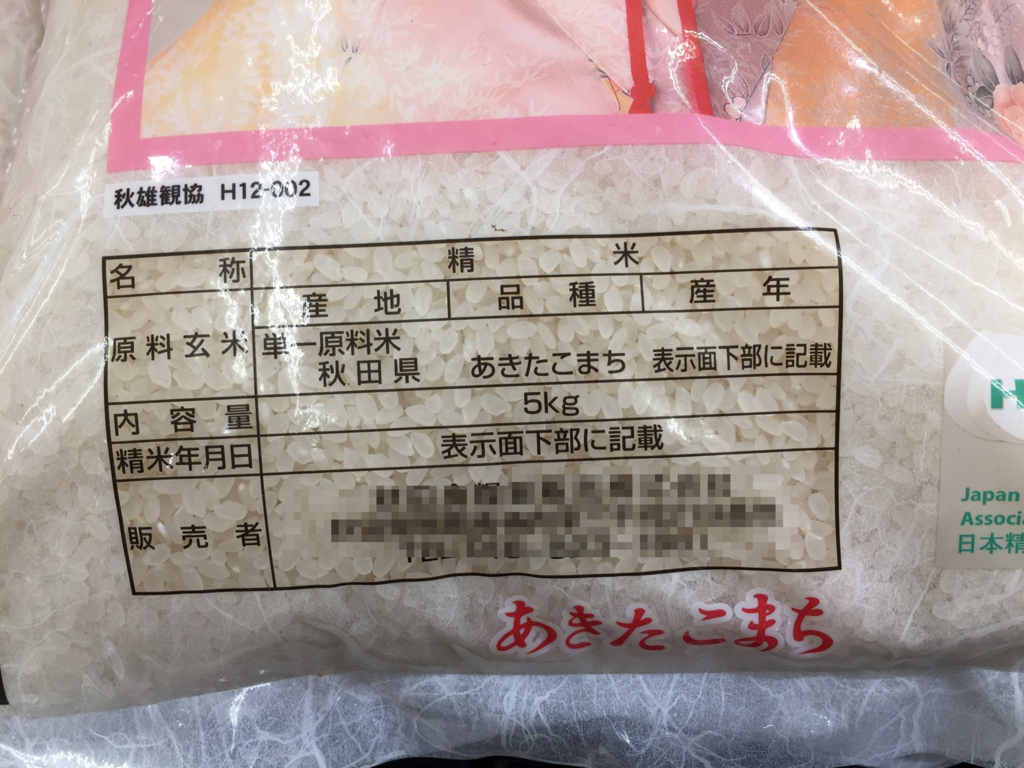 秋雄観協 H12-002
名称 精米
産地 品種 産年
原料玄米 単一原料米
秋田県 あきたこまち 表示面下部に記載
内容量 5kg
精米年月日 表示面下部に記載
販売者
あきたこまち
H
Japan
Associa
日本精